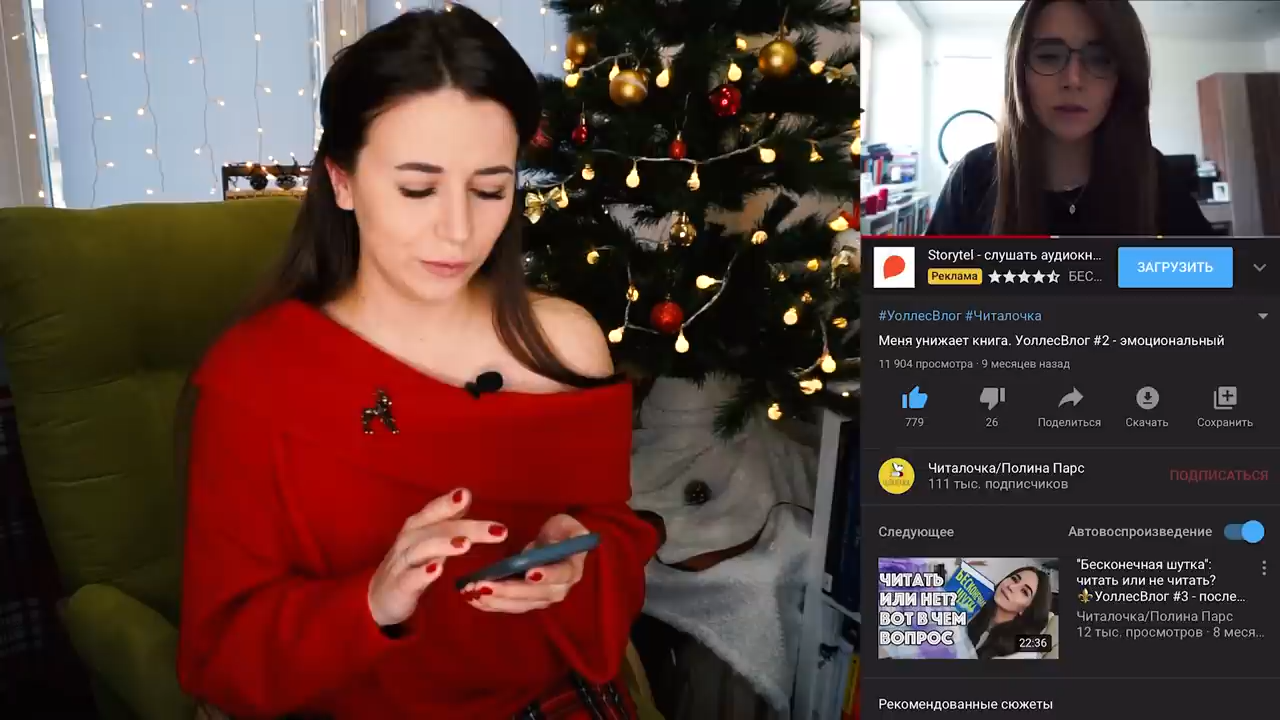 Storytel - слушать аудиокн...
Реклама БЕС...
ЗАГРУЗИТЬ
#УоллесВлог #Читалочка
Меня унижает книга. УоллесВлог #2 - эмоциональный
11 904 просмотра · 9 месяцев назад
779
26
Поделиться
Скачать
Сохранить
Читалочка/Полина Парс
111 тыс. подписчиков
ПОДПИСАТЬСЯ
Следующее
Автовоспроизведение
ЧИТАТЬ
ИЛИ НЕТ?
ВОТ В ЧЕМ
ВОПРОС
БЕСКОНЕЧНАЯ
ШУТКА
22:36
"Бесконечная шутка":
читать или не читать?
⚜УоллесВлог #3 - после...
Читалочка/Полина Парс
12 тыс. просмотров · 8 меся...
Рекомендованные сюжеты